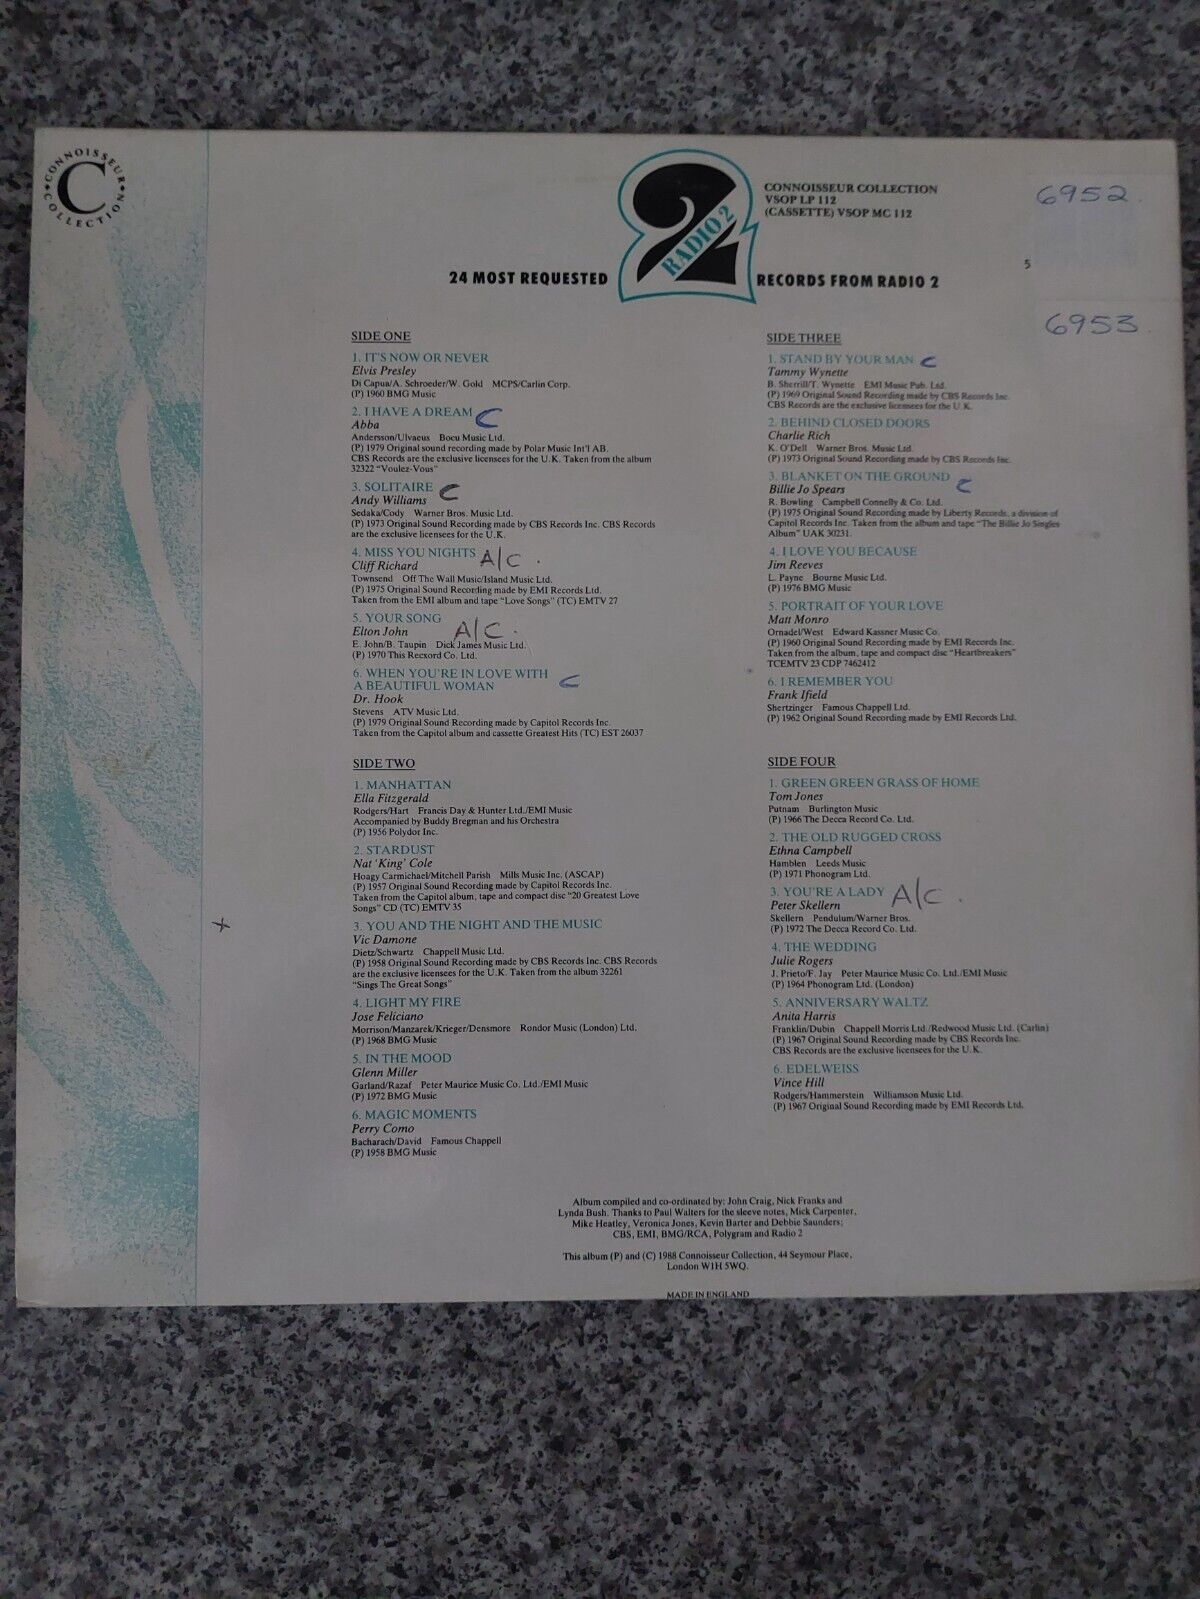 CONNOISSEUR COLLECTION
C
2
RADIO 2
CONNOISSEUR COLLECTION
VSOP LP 112
(CASSETTE) VSOP MC 112
6952.
5
6953
24 MOST REQUESTED
RECORDS FROM RADIO 2
SIDE ONE
1. IT'S NOW OR NEVER
Elvis Presley
Di Capua/A. Schroeder/W. Gold MCPS/Carlin Corp.
(P) 1960 BMG Music
2. I HAVE A DREAM C
Abba
Andersson/Ulvaeus Bocu Music Ltd.
(P) 1979 Original sound recording made by Polar Music Int'l AB.
CBS Records are the exclusive licensees for the U.K. Taken from the album
32322 "Voulez-Vous"
3. SOLITAIRE C
Andy Williams
Sedaka/Cody Warner Bros. Music Ltd.
(P) 1973 Original Sound Recording made by CBS Records Inc. CBS Records
are the exclusive licensees for the U.K.
4. MISS YOU NIGHTS A/C.
Cliff Richard
Townsend Off The Wall Music/Island Music Ltd.
(P) 1975 Original Sound Recording made by EMI Records Ltd.
Taken from the EMI album and tape "Love Songs" (TC) EMTV 27
5. YOUR SONG
Elton John A/C.
E. John/B. Taupin Dick James Music Ltd.
(P) 1970 This Recxord Co. Ltd.
6. WHEN YOU'RE IN LOVE WITH
A BEAUTIFUL WOMAN C
Dr. Hook
Stevens ATV Music Ltd.
(P) 1979 Original Sound Recording made by Capitol Records Inc.
Taken from the Capitol album and cassette Greatest Hits (TC) EST 26037
SIDE TWO
1. MANHATTAN
Ella Fitzgerald
Rodgers/Hart Francis Day & Hunter Ltd./EMI Music
Accompanied by Buddy Bregman and his Orchestra
(P) 1956 Polydor Inc.
2. STARDUST
Nat 'King' Cole
Hoagy Carmichael/Mitchell Parish Mills Music Inc. (ASCAP)
(P) 1957 Original Sound Recording made by Capitol Records Inc.
Taken from the Capitol album, tape and compact disc "20 Greatest Love
Songs" CD (TC) EMTV 35
x 3. YOU AND THE NIGHT AND THE MUSIC
Vic Damone
Dietz/Schwartz Chappell Music Ltd.
(P) 1958 Original Sound Recording made by CBS Records Inc. CBS Records
are the exclusive licensees for the U.K. Taken from the album 32261
"Sings The Great Songs"
4. LIGHT MY FIRE
Jose Feliciano
Morrison/Manzarek/Krieger/Densmore Rondor Music (London) Ltd.
(P) 1968 BMG Music
5. IN THE MOOD
Glenn Miller
Garland/Razaf Peter Maurice Music Co. Ltd./EMI Music
(P) 1972 BMG Music
6. MAGIC MOMENTS
Perry Como
Bacharach/David Famous Chappell
(P) 1958 BMG Music
SIDE THREE
1. STAND BY YOUR MAN C
Tammy Wynette
B. Sherrill/T. Wynette EMI Music Pub. Ltd.
(P) 1969 Original Sound Recording made by CBS Records Inc.
CBS Records are the exclusive licensees for the U.K.
2. BEHIND CLOSED DOORS
Charlie Rich
K. O'Dell Warner Bros. Music Ltd.
(P) 1973 Original Sound Recording made by CBS Records Inc.
3. BLANKET ON THE GROUND C
Billie Jo Spears
R. Bowling Campbell Connelly & Co. Ltd.
(P) 1975 Original Sound Recording made by Liberty Records, a division of
Capitol Records Inc. Taken from the album and tape "The Billie Jo Singles
Album" UAK 30231.
4. I LOVE YOU BECAUSE
Jim Reeves
L. Payne Bourne Music Ltd.
(P) 1976 BMG Music
5. PORTRAIT OF YOUR LOVE
Matt Monro
Ornadel/West Edward Kassner Music Co.
(P) 1960 Original Sound Recording made by EMI Records Inc.
Taken from the album, tape and compact disc "Heartbreakers"
TCEMTV 23 CDP 7462412
6. I REMEMBER YOU
Frank Ifield
Shertzinger Famous Chappell Ltd.
(P) 1962 Original Sound Recording made by EMI Records Ltd.
SIDE FOUR
1. GREEN GREEN GRASS OF HOME
Tom Jones
Putnam Burlington Music
(P) 1966 The Decca Record Co. Ltd.
2. THE OLD RUGGED CROSS
Ethna Campbell
Hamblen Leeds Music
(P) 1971 Phonogram Ltd.
3. YOU'RE A LADY A/C.
Peter Skellern
Skellern Pendulum/Warner Bros.
(P) 1972 The Decca Record Co. Ltd.
4. THE WEDDING
Julie Rogers
J. Prieto/F. Jay Peter Maurice Music Co. Ltd./EMI Music
(P) 1964 Phonogram Ltd. (London)
5. ANNIVERSARY WALTZ
Anita Harris
Franklin/Dubin Chappell Morris Ltd./Redwood Music Ltd. (Carlin)
(P) 1967 Original Sound Recording made by CBS Records Inc.
CBS Records are the exclusive licensees for the U.K.
6. EDELWEISS
Vince Hill
Rodgers/Hammerstein Williamson Music Ltd.
(P) 1967 Original Sound Recording made by EMI Records Ltd.
Album compiled and co-ordinated by: John Craig, Nick Franks and
Lynda Bush. Thanks to Paul Walters for the sleeve notes, Mick Carpenter,
Mike Heatley, Veronica Jones, Kevin Barter and Debbie Saunders;
CBS, EMI, BMG/RCA, Polygram and Radio 2
This album (P) and (C) 1988 Connoisseur Collection, 44 Seymour Place,
London W1H 5WQ.
MADE IN ENGLAND